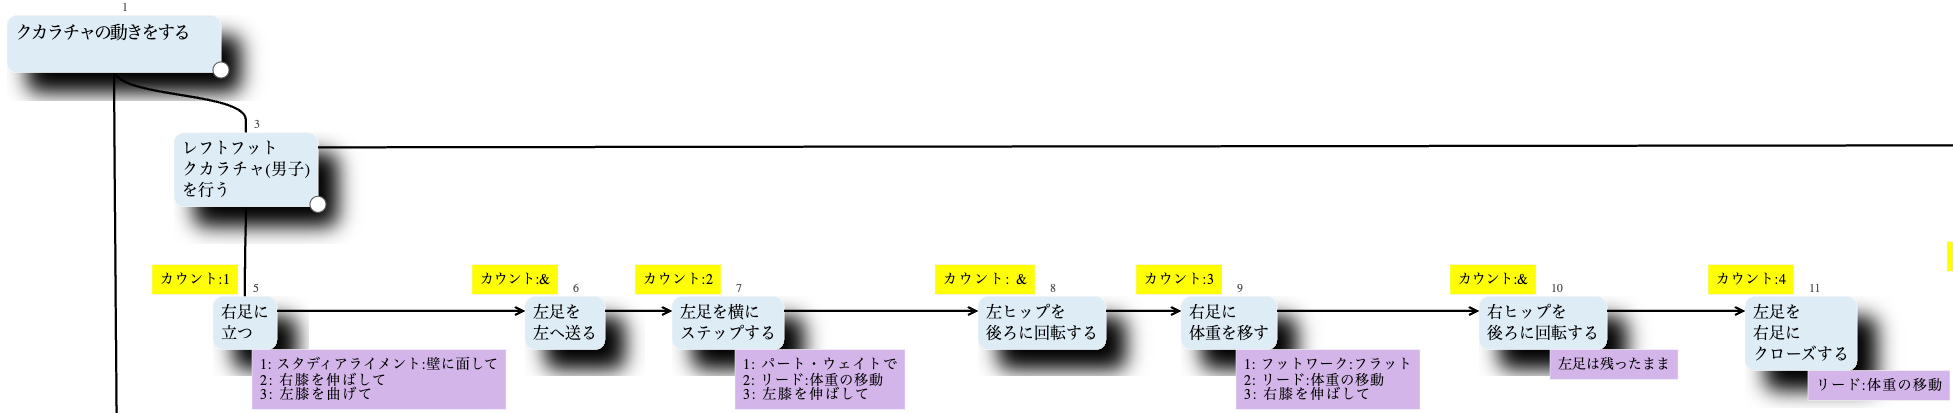 1
クカラチャの動きをする
3
レフトフット
クカラチャ(男子)
を行う
カウント:1
5
右足に
立つ
1: スタディアライメント:壁に面して
2: 右膝を伸ばして
3: 左膝を曲げて
カウント:&
6
左足を
左へ送る
カウント:2
7
左足を横に
ステップする
1: パート・ウェイトで
2: リード:体重の移動
3: 左膝を伸ばして
カウント: &
8
左ヒップを
後ろに回転する
カウント:3
9
右足に
体重を移す
1: フットワーク:フラット
2: リード:体重の移動
3: 右膝を伸ばして
カウント:&
10
右ヒップを
後ろに回転する
左足は残ったまま
カウント:4
11
左足を
右足に
クローズする
リード:体重の移動